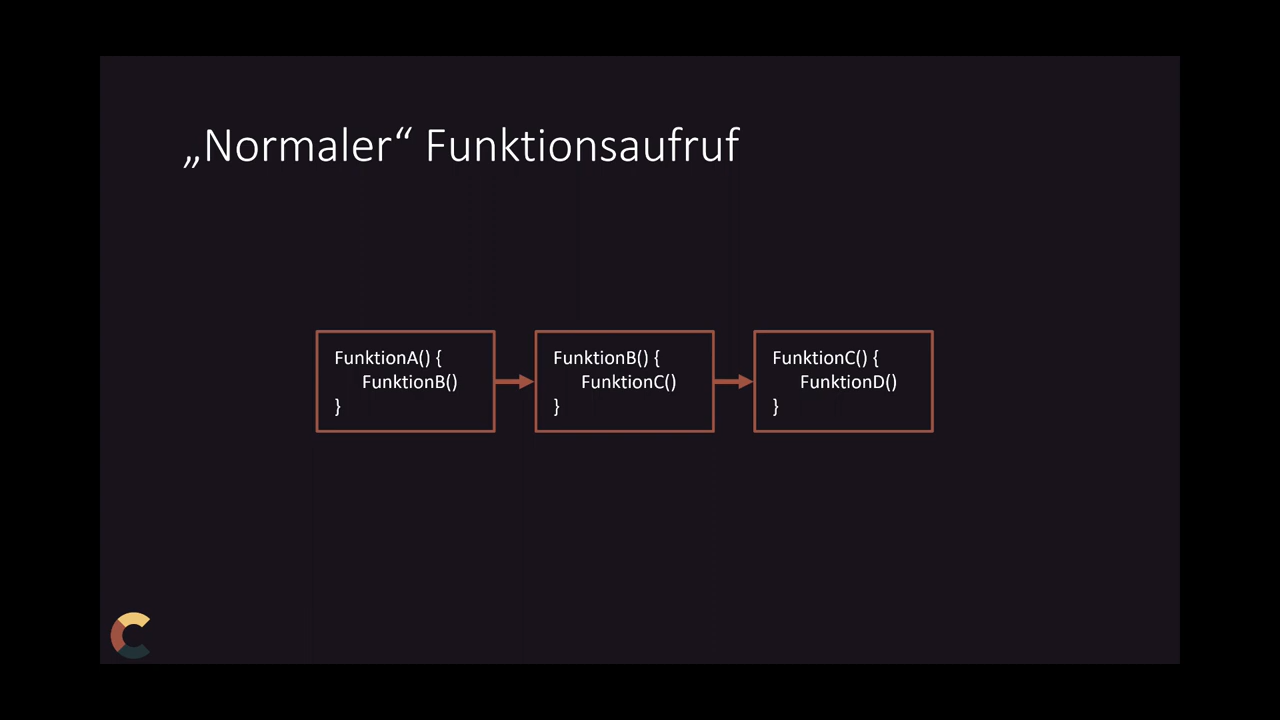 „Normaler“ Funktionsaufruf
FunktionA() {
FunktionB()
}
FunktionB() {
FunktionC()
}
FunktionC() {
FunktionD()
}